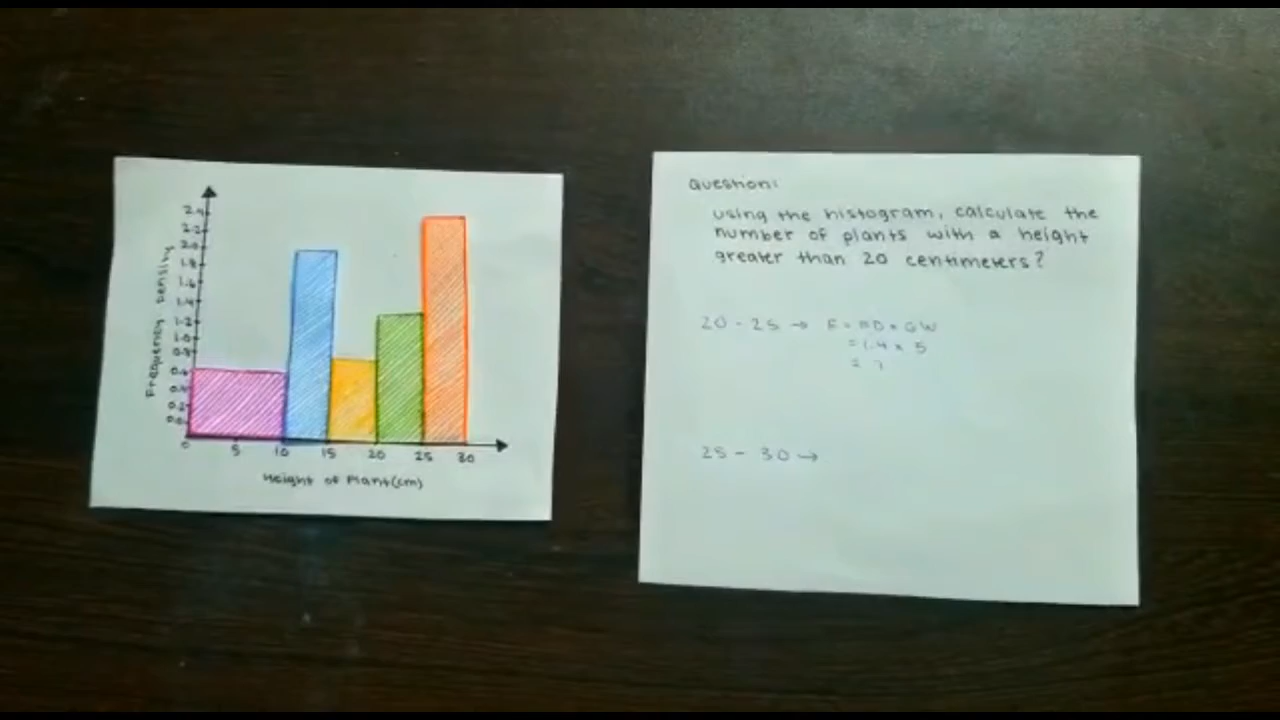 2.4
2.2
2.0
1.8
1.6
1.4
1.2
1.0
0.8
0.6
0.4
0.2
0.0
0 5 10 15 20 25 30
Frequency Density
Height of Plant(cm)
Question:
using the histogram, calculate the
number of plants with a height
greater than 20 centimeters?
20 - 25 → F = FD × CW
= 1.4 × 5
= 7
25 - 30 →